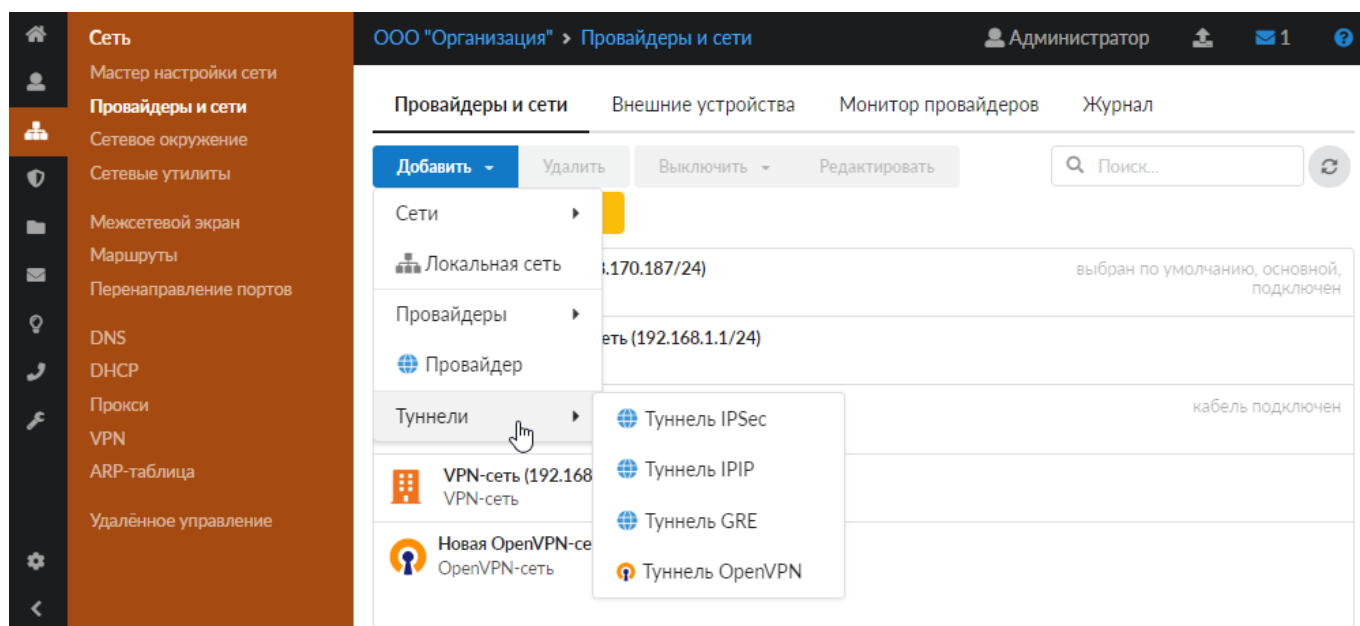 Сеть
Мастер настройки сети
Провайдеры и сети
Сетевое окружение
Сетевые утилиты
Межсетевой экран
Маршруты
Перенаправление портов
DNS
DHCP
Прокси
VPN
ARP-таблица
Удалённое управление
ООО "Организация" > Провайдеры и сети
Администратор
1
Провайдеры и сети Внешние устройства Монитор провайдеров Журнал
Добавить Удалить Выключить Редактировать
Поиск...
Сети
Локальная сеть
Провайдеры
Провайдер
Туннели
Туннель IPSec
Туннель IPIP
Туннель GRE
Туннель OpenVPN
.170.187/24)
выбран по умолчанию, основной,
подключен
еть (192.168.1.1/24)
кабель подключен
VPN-сеть (192.168
VPN-сеть
Новая OpenVPN-се
OpenVPN-сеть